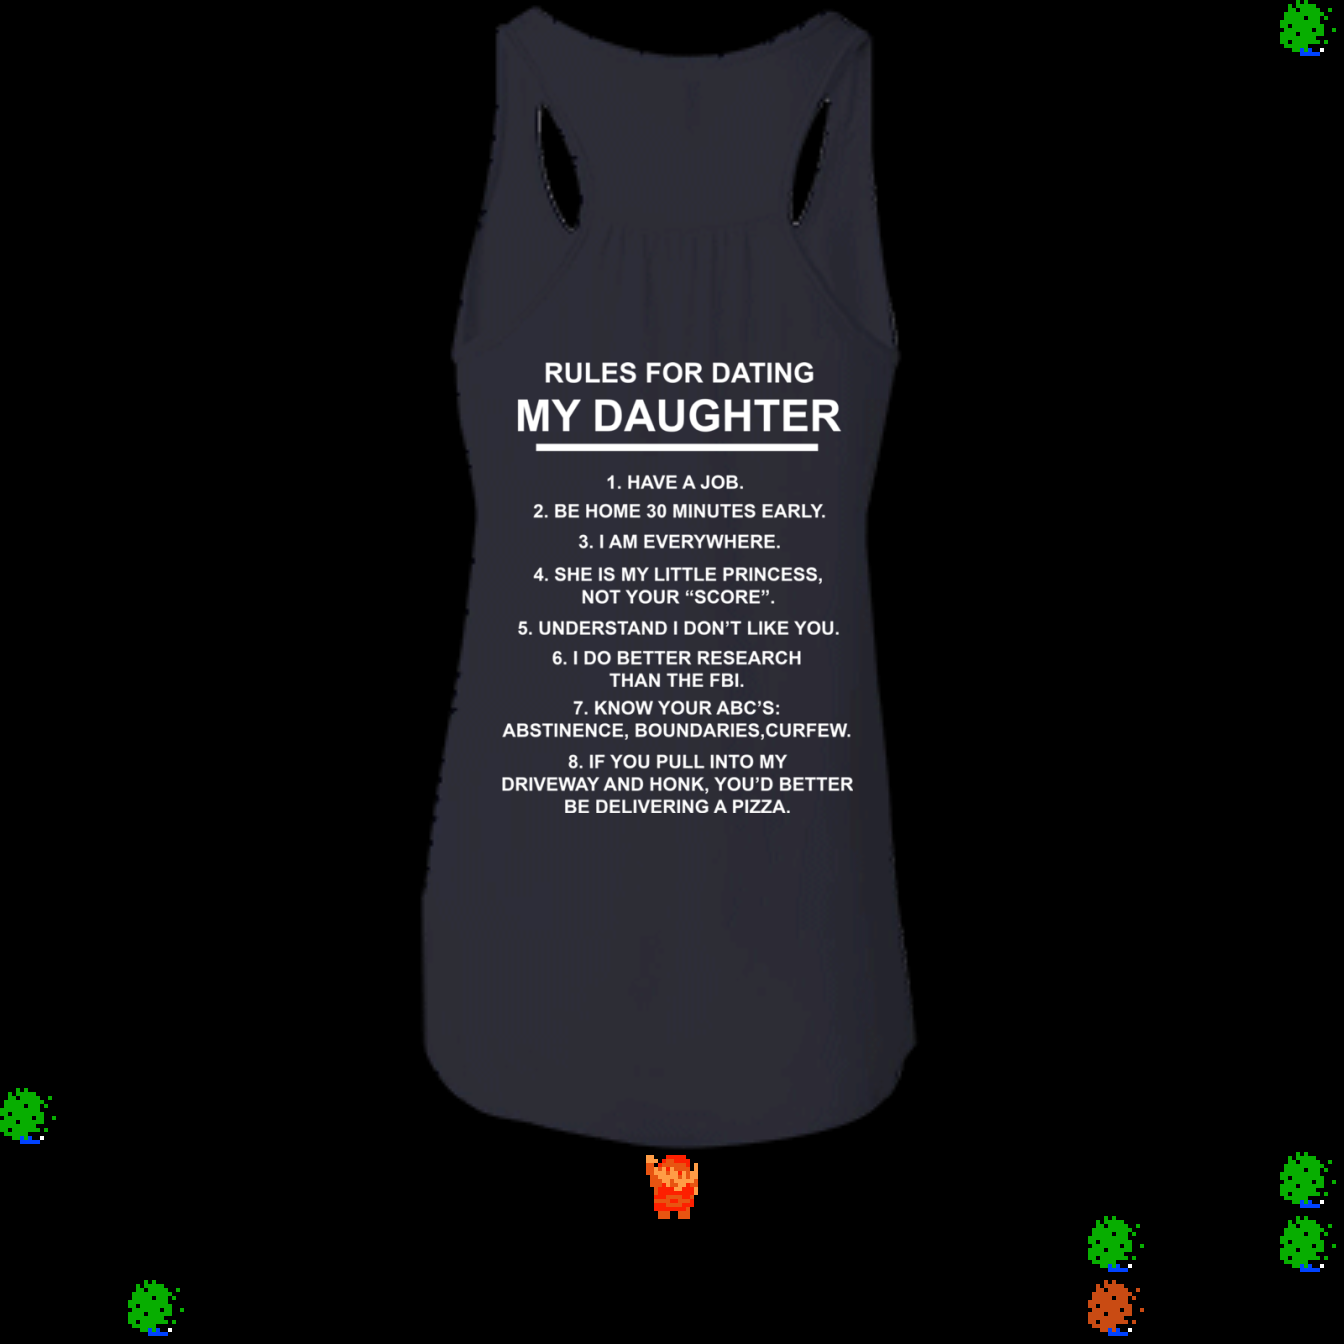 RULES FOR DATING
MY DAUGHTER
1. HAVE A JOB.
2. BE HOME 30 MINUTES EARLY.
3. I AM EVERYWHERE.
4. SHE IS MY LITTLE PRINCESS,
NOT YOUR “SCORE”.
5. UNDERSTAND I DON’T LIKE YOU.
6. I DO BETTER RESEARCH
THAN THE FBI.
7. KNOW YOUR ABC’S:
ABSTINENCE, BOUNDARIES,CURFEW.
8. IF YOU PULL INTO MY
DRIVEWAY AND HONK, YOU’D BETTER
BE DELIVERING A PIZZA.